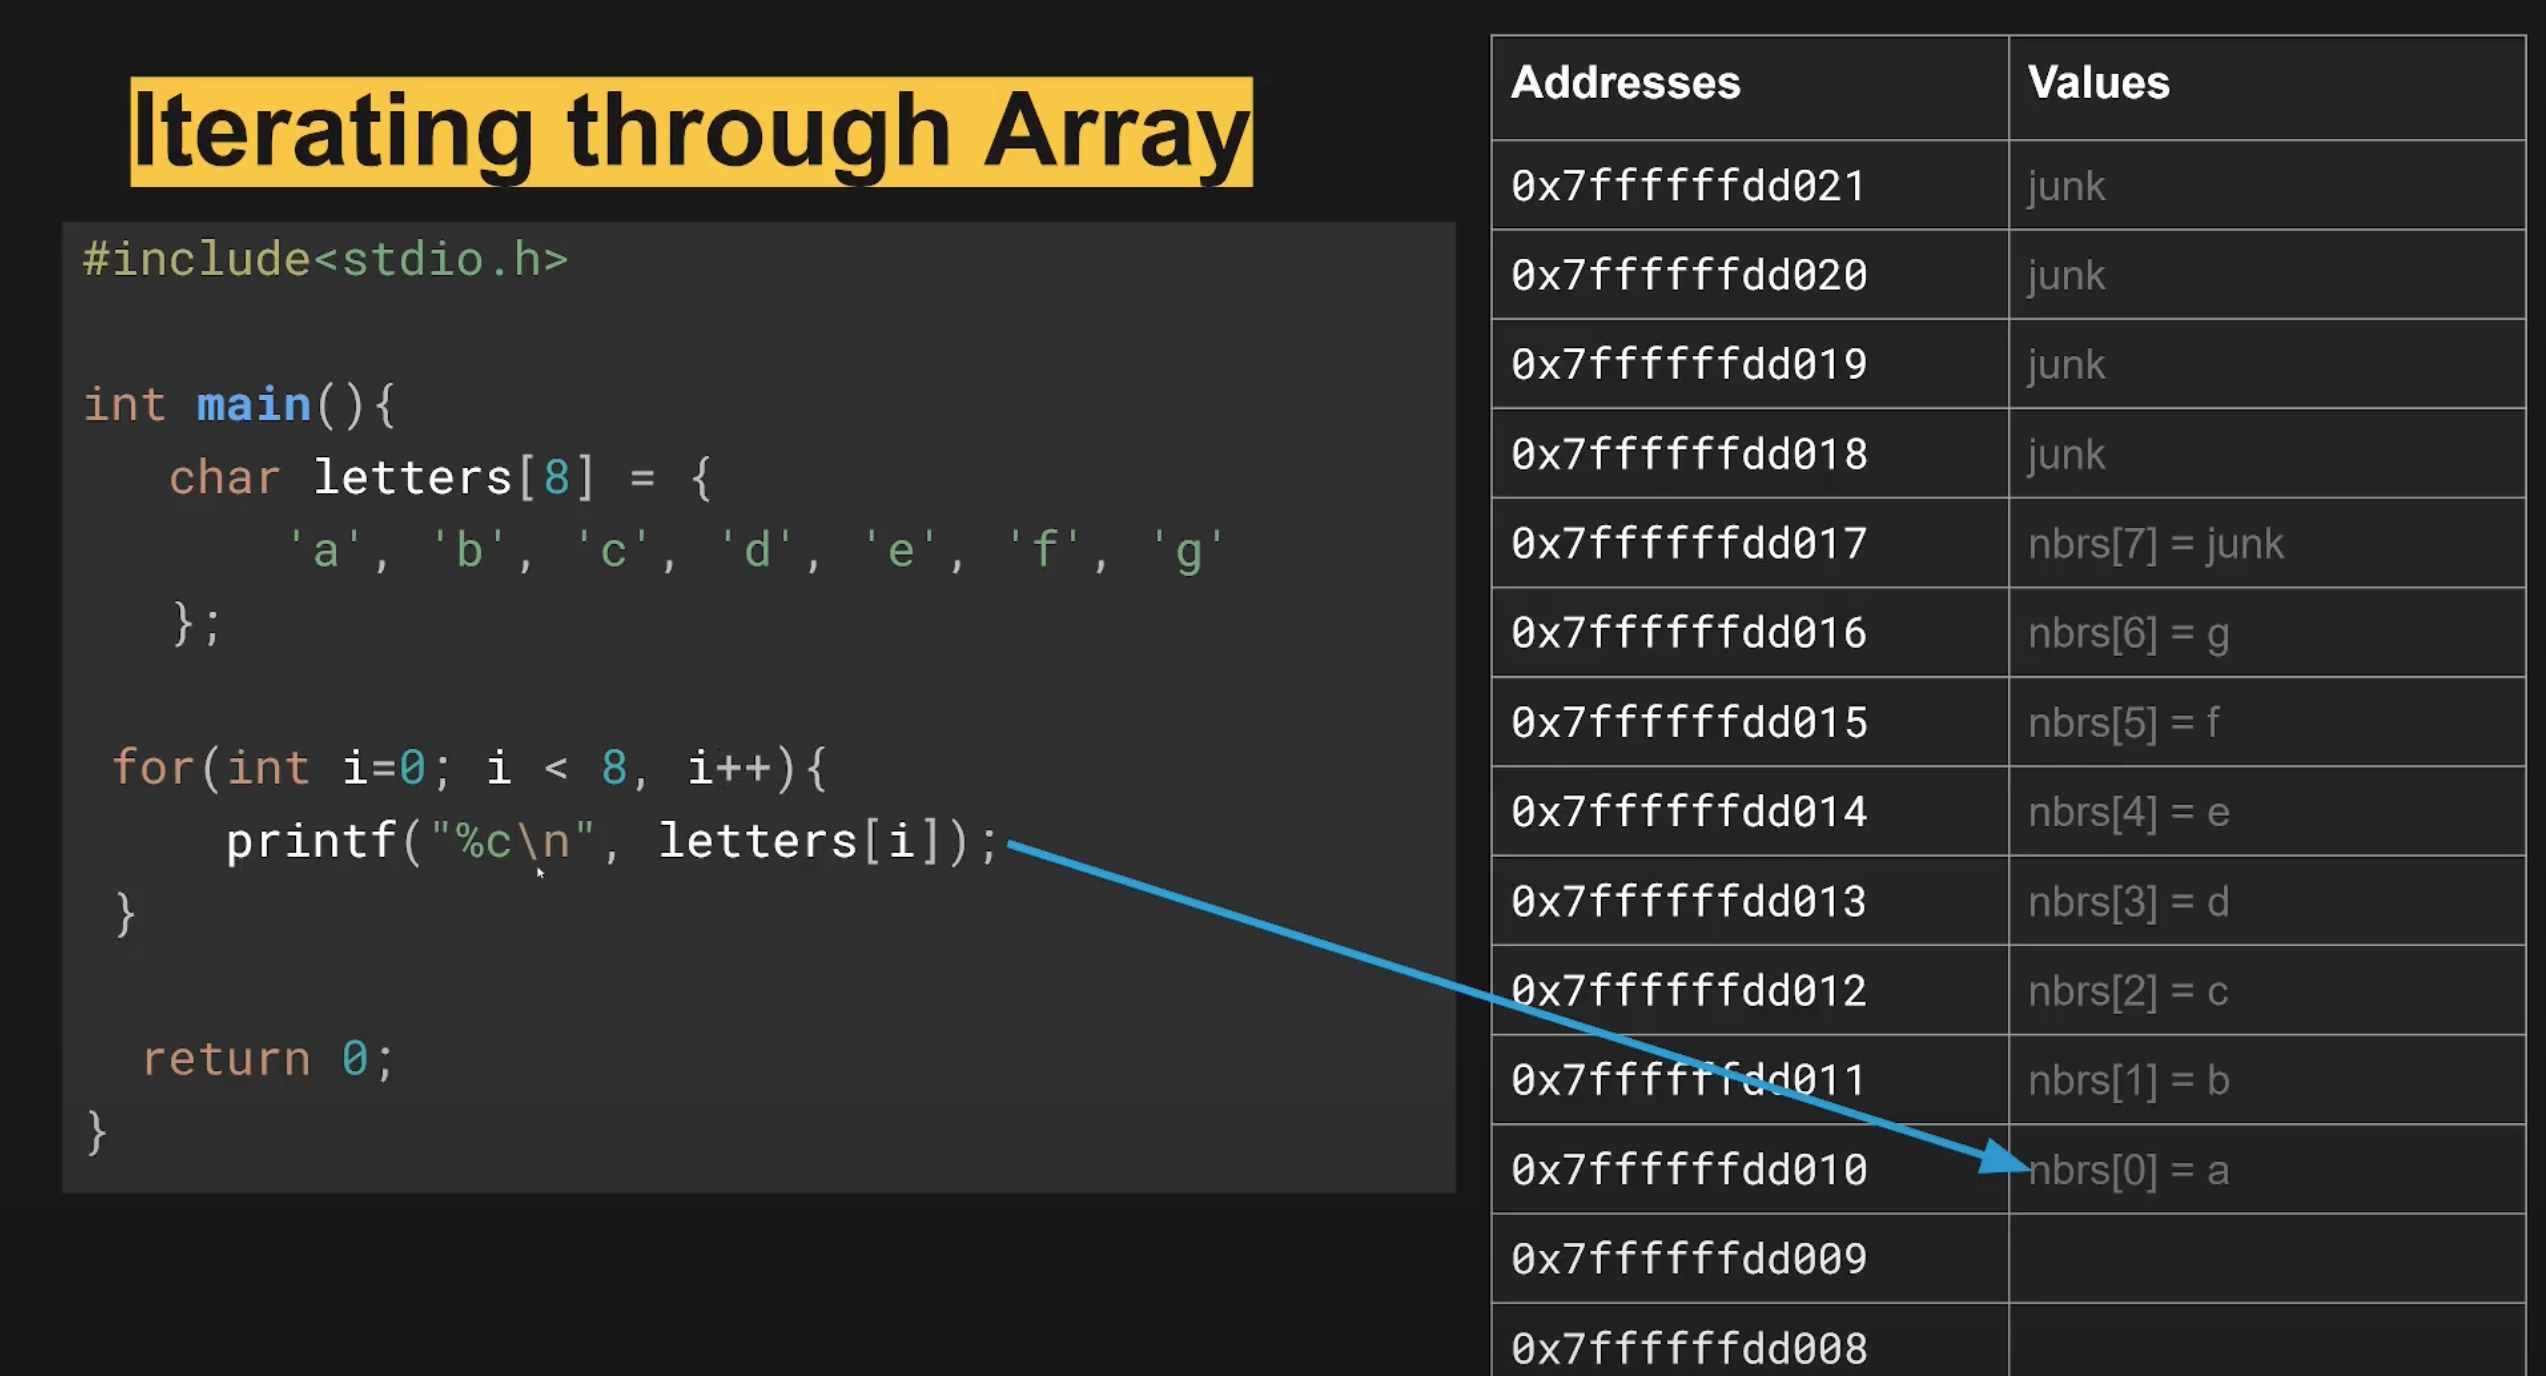 Iterating through Array
#include<stdio.h>
int main(){
char letters[8] = {
'a', 'b', 'c', 'd', 'e', 'f', 'g'
};
for(int i=0; i < 8, i++){
printf("%c\n", letters[i]);
}
return 0;
}
Addresses Values
0x7ffffffdd021 junk
0x7ffffffdd020 junk
0x7ffffffdd019 junk
0x7ffffffdd018 junk
0x7ffffffdd017 nbrs[7] = junk
0x7ffffffdd016 nbrs[6] = g
0x7ffffffdd015 nbrs[5] = f
0x7ffffffdd014 nbrs[4] = e
0x7ffffffdd013 nbrs[3] = d
0x7ffffffdd012 nbrs[2] = c
0x7ffffffdd011 nbrs[1] = b
0x7ffffffdd010 nbrs[0] = a
0x7ffffffdd009
0x7ffffffdd008